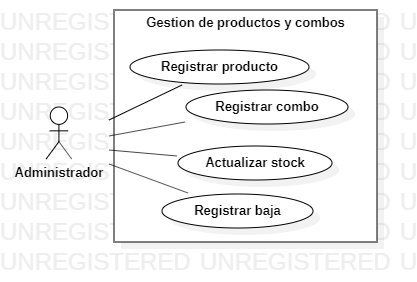 Gestion de productos y combos
Registrar producto
Registrar combo
Actualizar stock
Registrar baja
Administrador
UNREGISTERED UNREGISTERED UNREGISTERED UNREGISTERED